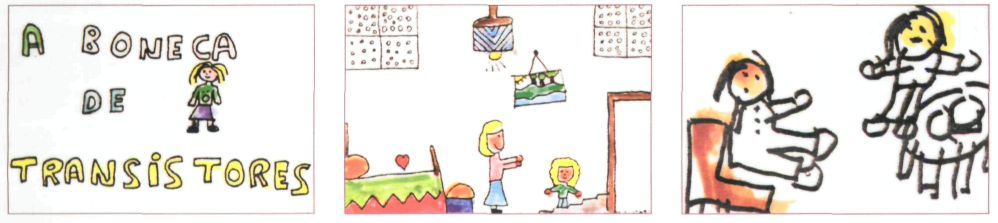 A BONECA
DE
TRANSISTORES